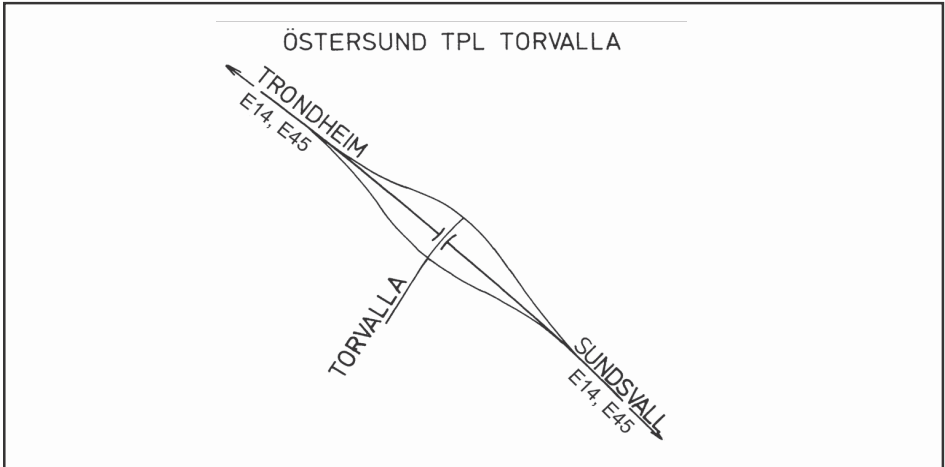 ÖSTERSUND TPL TORVALLA
TRONDHEIM
E14, E45
TORVALLA
SUNDSVALL
E14, E45